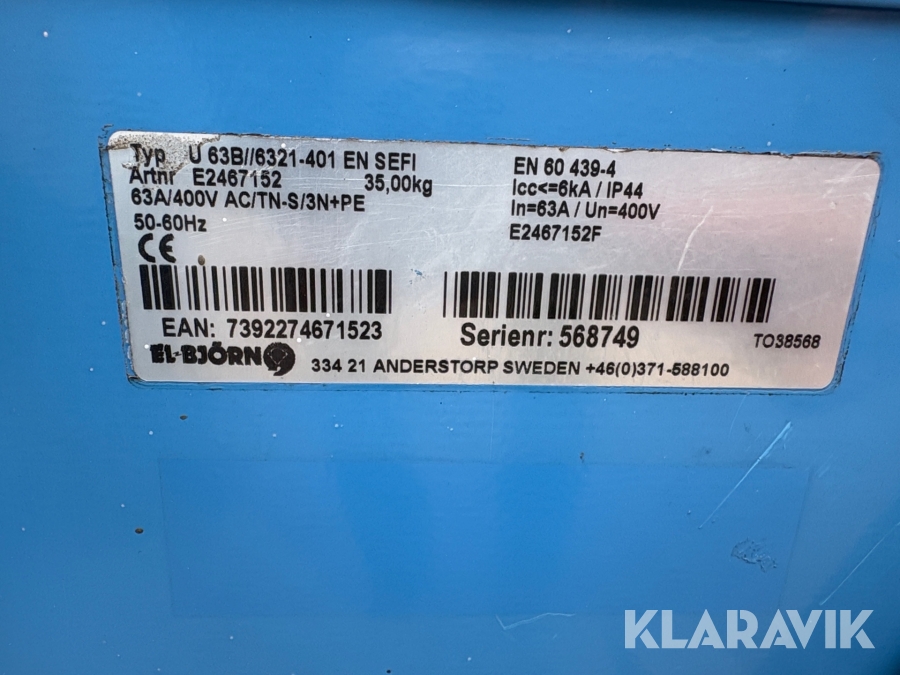 Typ U 63B//6321-401 EN SEFI
Artnr E2467152 35,00kg
63A/400V AC/TN-S/3N+PE
50-60Hz
CE
EN 60 439-4
Icc<=6kA / IP44
In=63A / Un=400V
E2467152F
EAN: 7392274671523
Serienr: 568749
TO38568
EL-BJÖRN
334 21 ANDERSTORP SWEDEN +46(0)371-588100
KLARAVIK